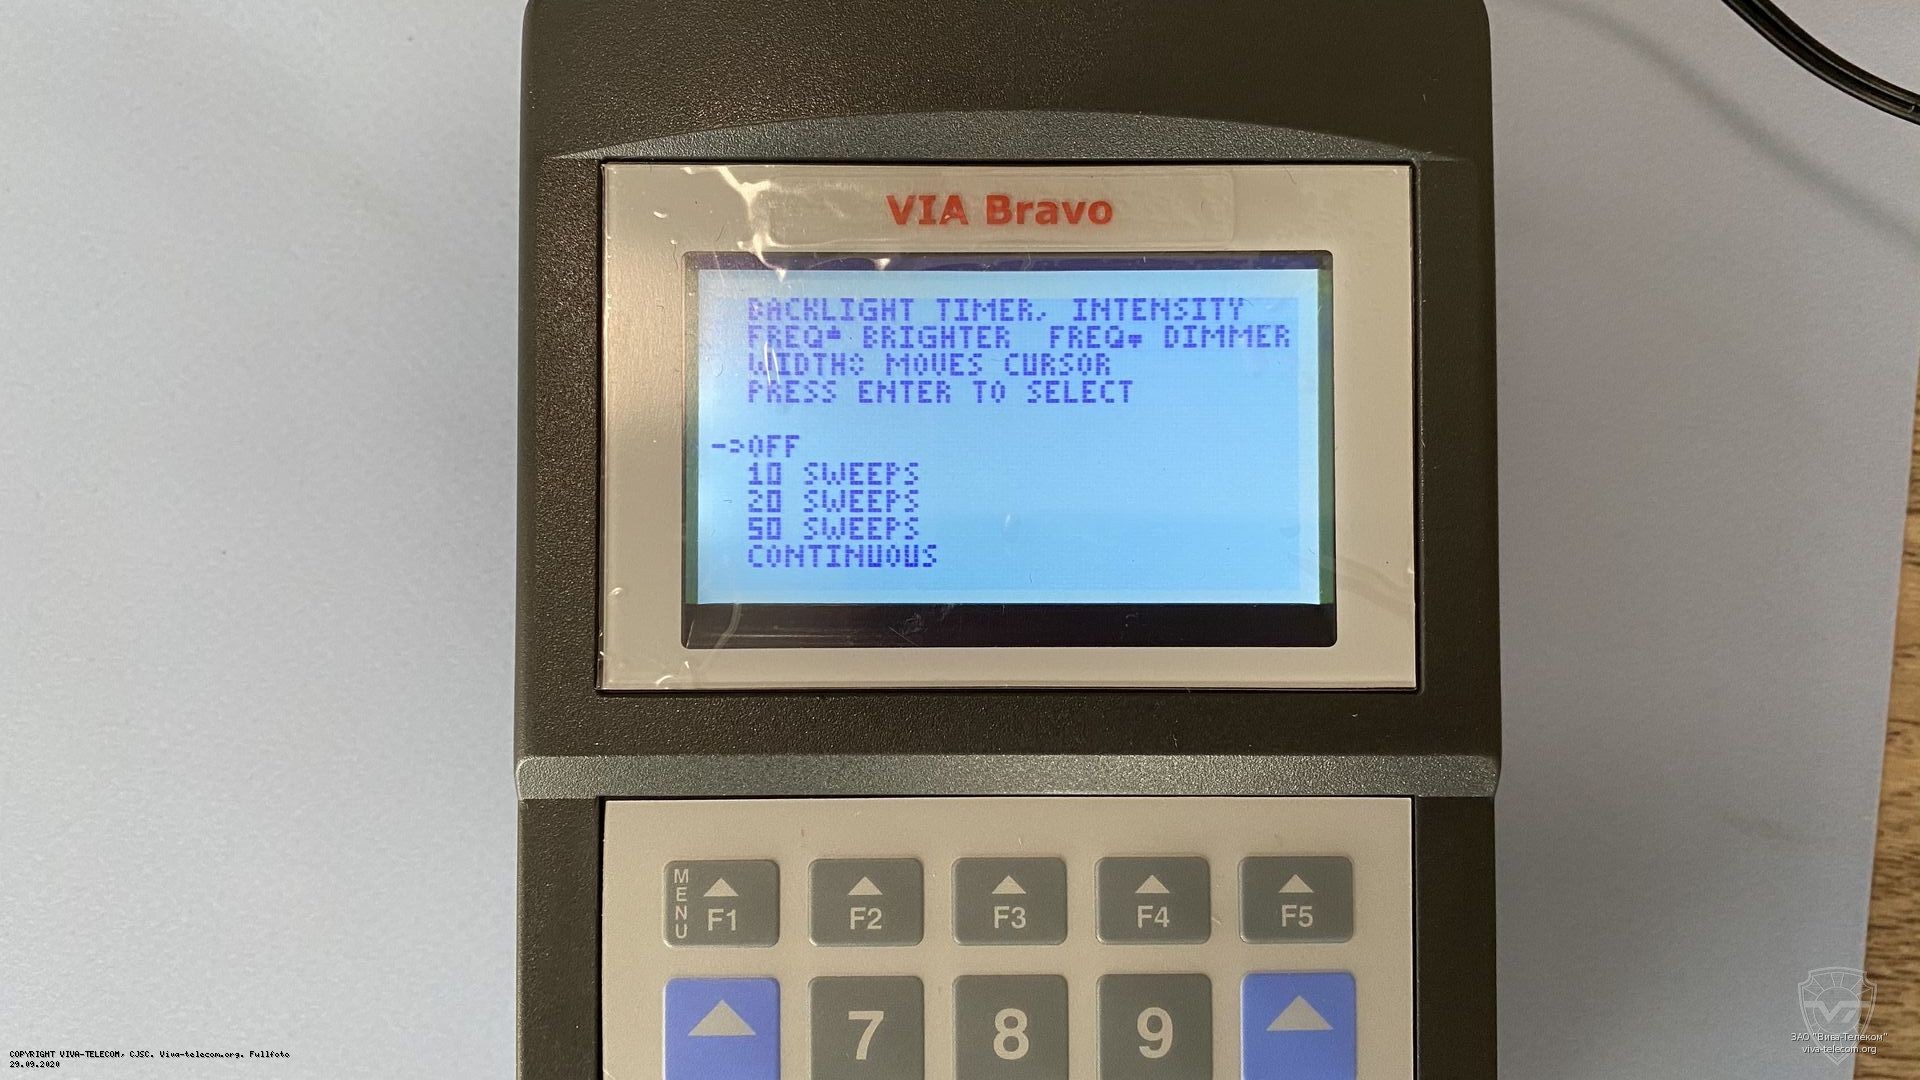 VIA Bravo
BACKLIGHT TIMER, INTENSITY
FREQ▲ BRIGHTER FREQ▼ DIMMER
WIDTH◊ MOVES CURSOR
PRESS ENTER TO SELECT
->OFF
10 SWEEPS
20 SWEEPS
50 SWEEPS
CONTINUOUS
MENU F1 F2 F3 F4 F5
7 8 9
COPYRIGHT VIVA-TELECOM, CJSC. Viva-telecom.org. Fullfoto
29.09.2020
ЗАО "Вива-Телеком"
viva-telecom.org